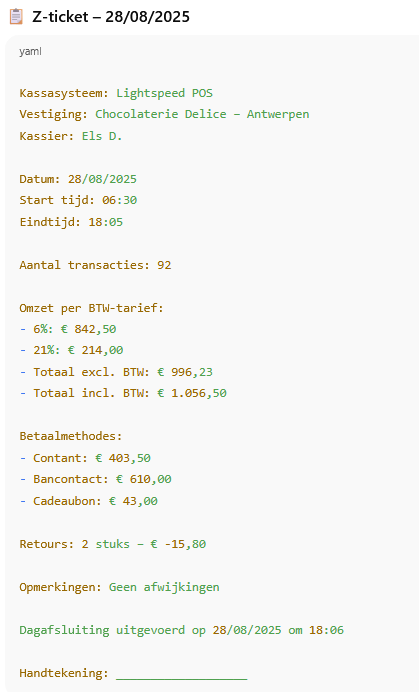 📋 Z-ticket – 28/08/2025
yaml
Kassasysteem: Lightspeed POS
Vestiging: Chocolaterie Delice – Antwerpen
Kassier: Els D.
Datum: 28/08/2025
Start tijd: 06:30
Eindtijd: 18:05
Aantal transacties: 92
Omzet per BTW-tarief:
- 6%: € 842,50
- 21%: € 214,00
- Totaal excl. BTW: € 996,23
- Totaal incl. BTW: € 1.056,50
Betaalmethodes:
- Contant: € 403,50
- Bancontact: € 610,00
- Cadeaubon: € 43,00
Retours: 2 stuks – € -15,80
Opmerkingen: Geen afwijkingen
Dagafsluiting uitgevoerd op 28/08/2025 om 18:06
Handtekening: ___________________